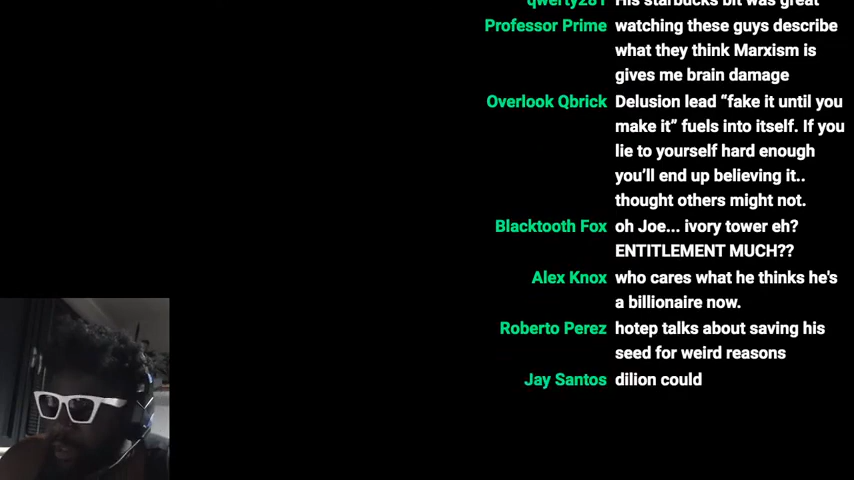 qwerty281 His starbucks bit was great
Professor Prime watching these guys describe
what they think Marxism is
gives me brain damage
Overlook Qbrick Delusion lead “fake it until you
make it” fuels into itself. If you
lie to yourself hard enough
you’ll end up believing it..
thought others might not.
Blacktooth Fox oh Joe... ivory tower eh?
ENTITLEMENT MUCH??
Alex Knox who cares what he thinks he's
a billionaire now.
Roberto Perez hotep talks about saving his
seed for weird reasons
Jay Santos dilion could